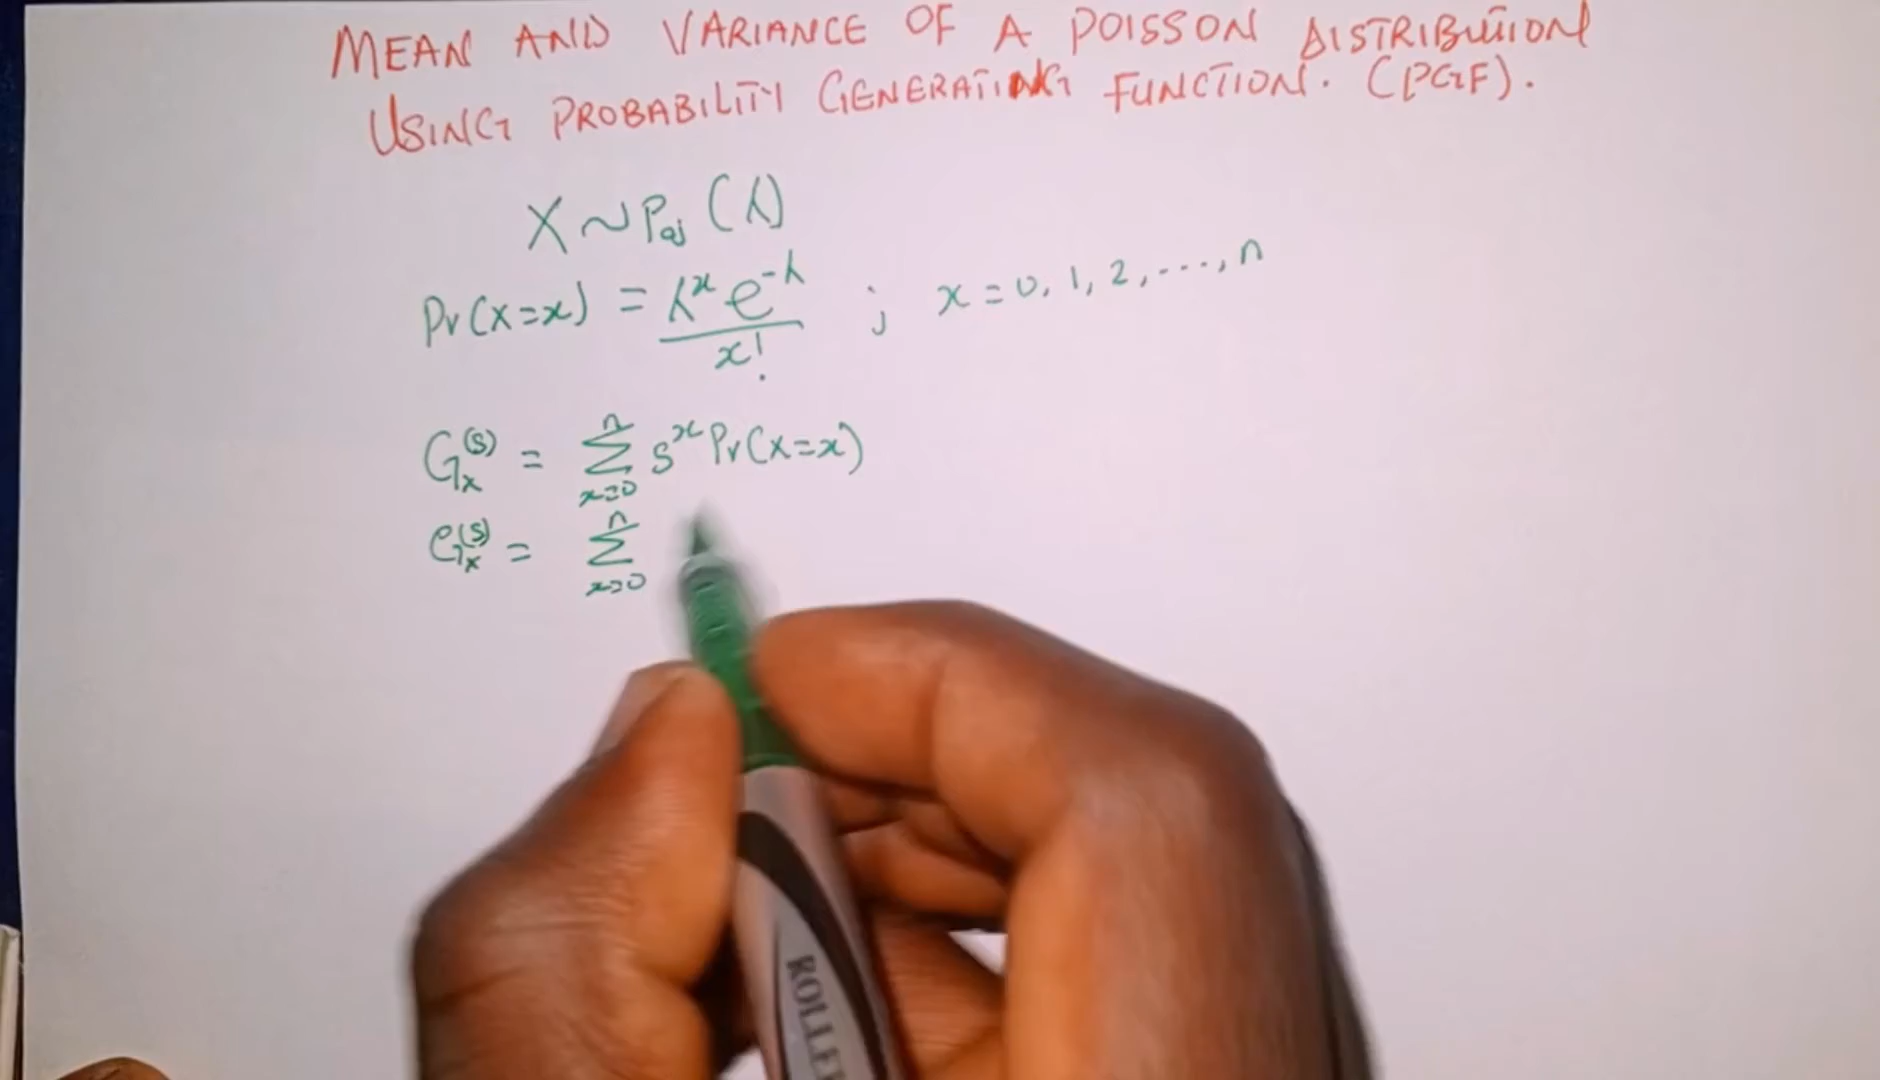 MEAN AND VARIANCE OF A POISSON DISTRIBUTION
USING PROBABILITY GENERATING FUNCTION. (PGF).
X ~ Poi (λ)
Pr(X=x) = λ^x e^-λ / x! ; x = 0, 1, 2, ..., n
G_x(s) = Σ_{x=0}^{n} s^x Pr(X=x)
G_x(s) = Σ_{x=0}^{n}
ROLLER